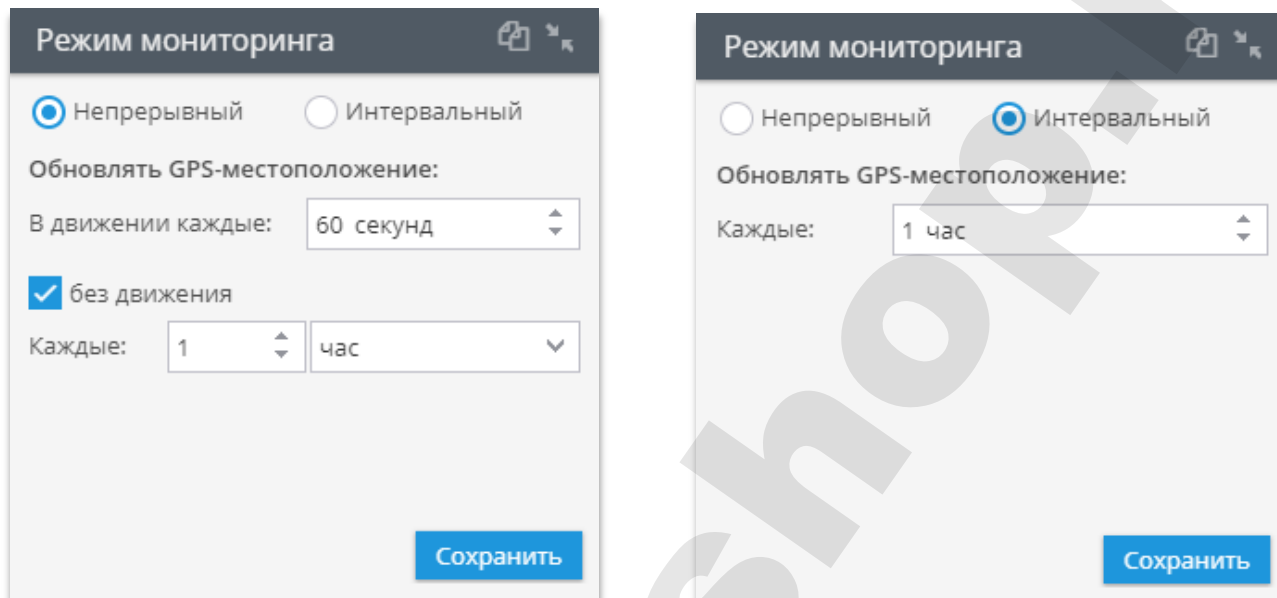 Режим мониторинга
Непрерывный Интервальный
Обновлять GPS-местоположение:
В движении каждые: 60 секунд
без движения
Каждые: 1 час
Сохранить
Режим мониторинга
Непрерывный Интервальный
Обновлять GPS-местоположение:
Каждые: 1 час
Сохранить
shop.